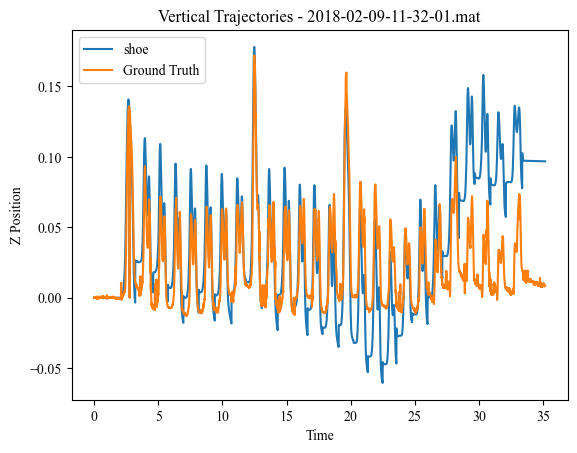 Vertical Trajectories - 2018-02-09-11-32-01.mat
shoe
Ground Truth
Z Position
0.15
0.10
0.05
0.00
−0.05
0 5 10 15 20 25 30 35
Time